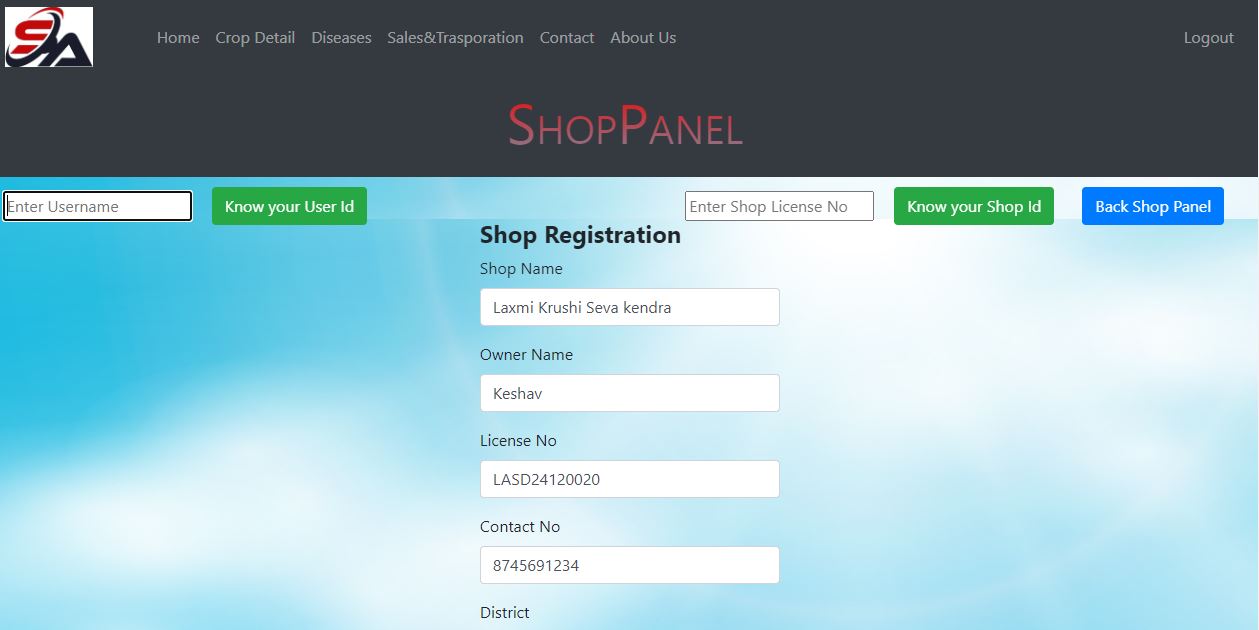 SA
Home Crop Detail Diseases Sales&Trasporation Contact About Us Logout
ShopPanel
Enter Username Know your User Id Enter Shop License No Know your Shop Id Back Shop Panel
Shop Registration
Shop Name
Laxmi Krushi Seva kendra
Owner Name
Keshav
License No
LASD24120020
Contact No
8745691234
District